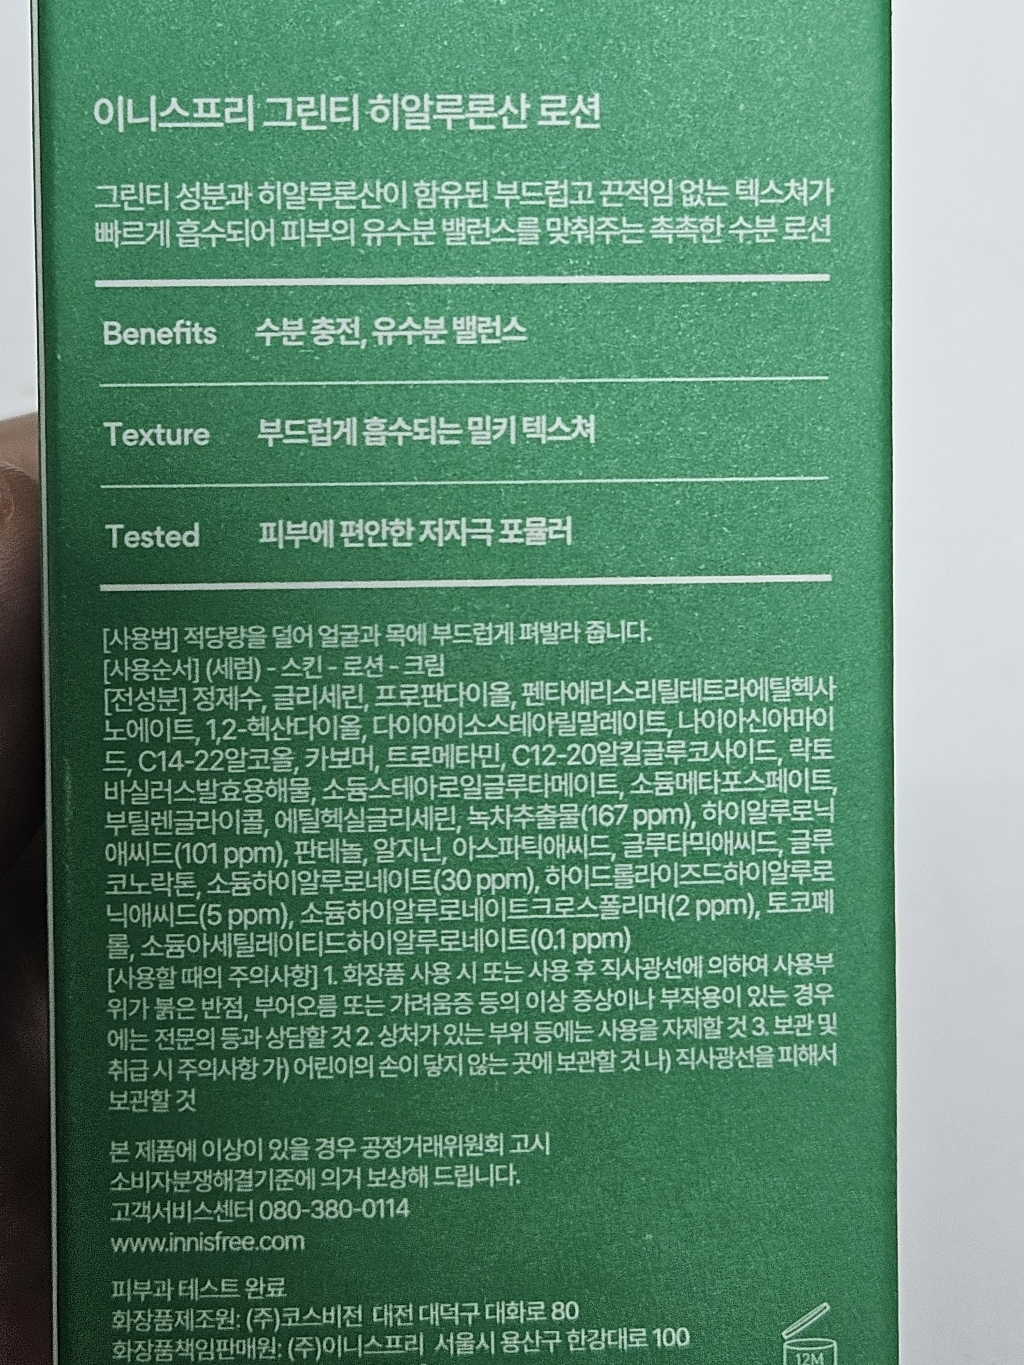 이니스프리 그린티 히알루론산 로션
그린티 성분과 히알루론산이 함유된 부드럽고 끈적임 없는 텍스쳐가
빠르게 흡수되어 피부의 유수분 밸런스를 맞춰주는 촉촉한 수분 로션
Benefits 수분 충전, 유수분 밸런스
Texture 부드럽게 흡수되는 밀키 텍스쳐
Tested 피부에 편안한 저자극 포뮬러
[사용법] 적당량을 덜어 얼굴과 목에 부드럽게 펴발라 줍니다.
[사용순서] (세럼) - 스킨 - 로션 - 크림
[전성분] 정제수, 글리세린, 프로판다이올, 펜타에리스리틸테트라에틸헥사
노에이트, 1,2-헥산다이올, 다이아이소스테아릴말레이트, 나이아신아마이
드, C14-22알코올, 카보머, 트로메타민, C12-20알킬글루코사이드, 락토
바실러스발효용해물, 소듐스테아로일글루타메이트, 소듐메타포스페이트,
부틸렌글라이콜, 에틸헥실글리세린, 녹차추출물(167 ppm), 하이알루로닉
애씨드(101 ppm), 판테놀, 알지닌, 아스파틱애씨드, 글루타믹애씨드, 글루
코노락톤, 소듐하이알루로네이트(30 ppm), 하이드롤라이즈드하이알루로
닉애씨드(5 ppm), 소듐하이알루로네이트크로스폴리머(2 ppm), 토코페
롤, 소듐아세틸레이티드하이알루로네이트(0.1 ppm)
[사용할 때의 주의사항] 1. 화장품 사용 시 또는 사용 후 직사광선에 의하여 사용부
위가 붉은 반점, 부어오름 또는 가려움증 등의 이상 증상이나 부작용이 있는 경우
에는 전문의 등과 상담할 것 2. 상처가 있는 부위 등에는 사용을 자제할 것 3. 보관 및
취급 시 주의사항 가) 어린이의 손이 닿지 않는 곳에 보관할 것 나) 직사광선을 피해서
보관할 것
본 제품에 이상이 있을 경우 공정거래위원회 고시
소비자분쟁해결기준에 의거 보상해 드립니다.
고객서비스센터 080-380-0114
www.innisfree.com
피부과 테스트 완료
화장품제조원: (주)코스비전 대전 대덕구 대화로 80
화장품책임판매원: (주)이니스프리 서울시 용산구 한강대로 100
12M